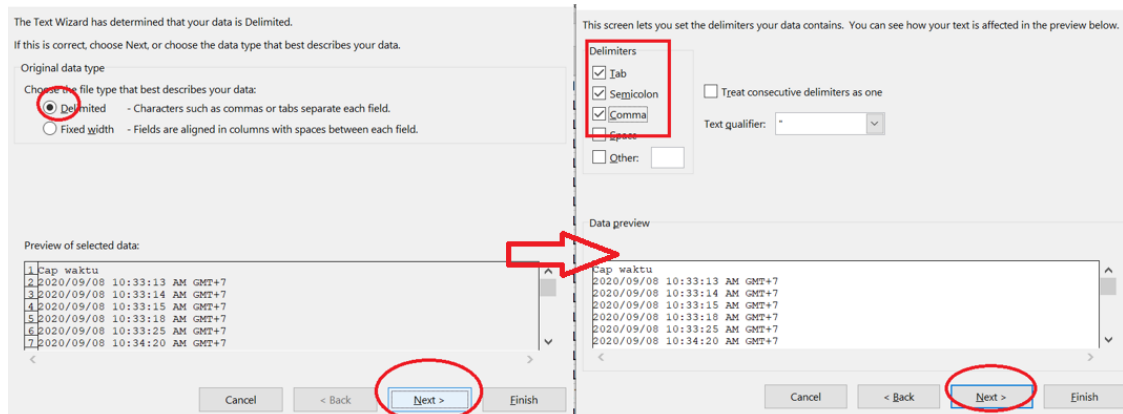 The Text Wizard has determined that your data is Delimited.
If this is correct, choose Next, or choose the data type that best describes your data.
Original data type
Choose the file type that best describes your data:
Delimited - Characters such as commas or tabs separate each field.
Fixed width - Fields are aligned in columns with spaces between each field.
Preview of selected data:
1 Cap waktu
2 2020/09/08 10:33:13 AM GMT+7
3 2020/09/08 10:33:14 AM GMT+7
4 2020/09/08 10:33:15 AM GMT+7
5 2020/09/08 10:33:18 AM GMT+7
6 2020/09/08 10:33:25 AM GMT+7
7 2020/09/08 10:34:20 AM GMT+7
Cancel < Back Next > Finish
This screen lets you set the delimiters your data contains. You can see how your text is affected in the preview below.
Delimiters
Tab
Semicolon
Comma
Space
Other:
Treat consecutive delimiters as one
Text qualifier: "
Data preview
Cap waktu
2020/09/08 10:33:13 AM GMT+7
2020/09/08 10:33:14 AM GMT+7
2020/09/08 10:33:15 AM GMT+7
2020/09/08 10:33:18 AM GMT+7
2020/09/08 10:33:25 AM GMT+7
2020/09/08 10:34:20 AM GMT+7
Cancel < Back Next > Finish